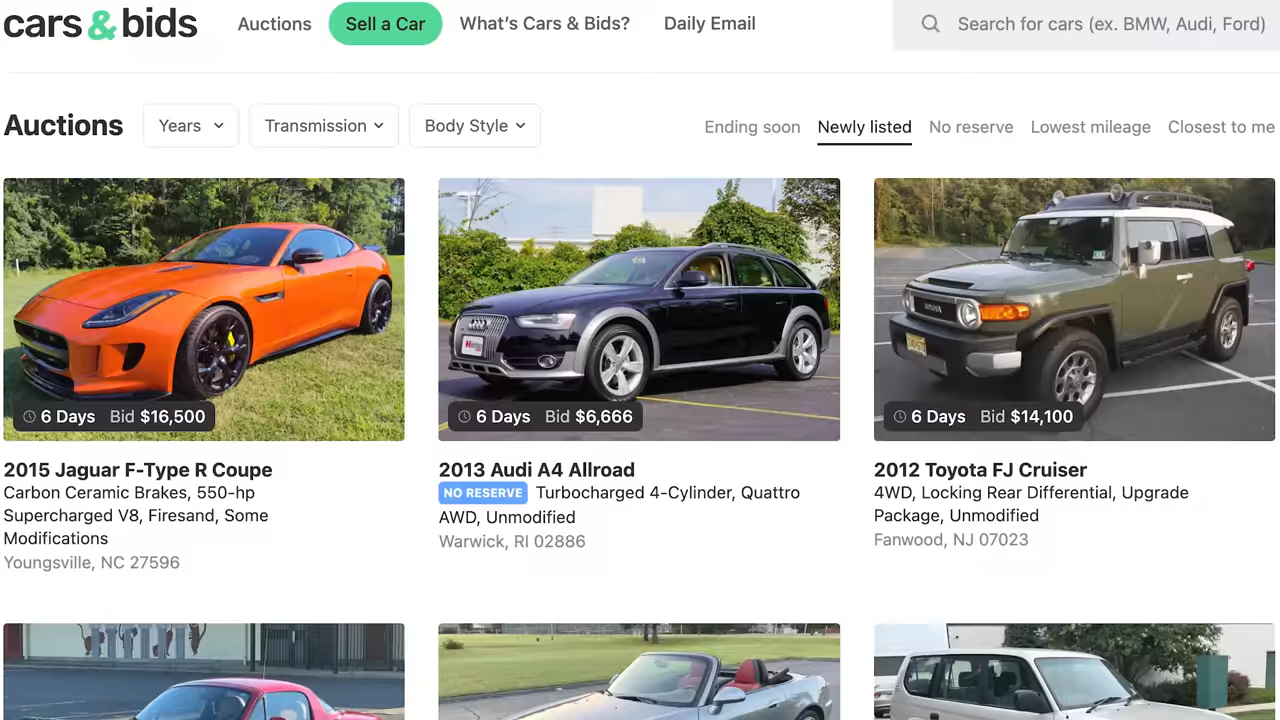 cars & bids Auctions Sell a Car What's Cars & Bids? Daily Email Search for cars (ex. BMW, Audi, Ford)
Auctions Years Transmission Body Style Ending soon Newly listed No reserve Lowest mileage Closest to me
6 Days Bid $16,500
6 Days Bid $6,666
6 Days Bid $14,100
2015 Jaguar F-Type R Coupe
Carbon Ceramic Brakes, 550-hp
Supercharged V8, Firesand, Some
Modifications
Youngsville, NC 27596
2013 Audi A4 Allroad
NO RESERVE Turbocharged 4-Cylinder, Quattro
AWD, Unmodified
Warwick, RI 02886
TOYOTA
2012 Toyota FJ Cruiser
4WD, Locking Rear Differential, Upgrade
Package, Unmodified
Fanwood, NJ 07023